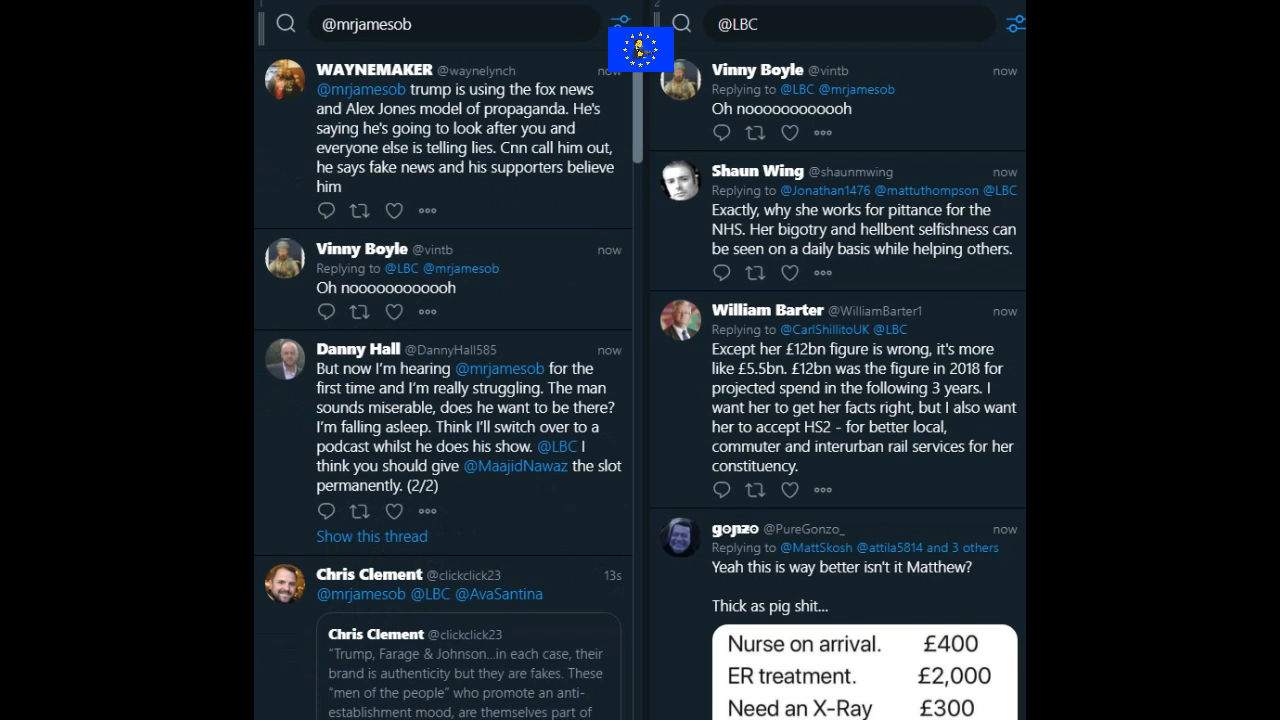 1
@mrjamesob
WAYNEMAKER @waynelynch now
@mrjamesob trump is using the fox news
and Alex Jones model of propaganda. He's
saying he's going to look after you and
everyone else is telling lies. Cnn call him out,
he says fake news and his supporters believe
him
Vinny Boyle @vintb now
Replying to @LBC @mrjamesob
Oh noooooooooooh
Danny Hall @DannyHall585 now
But now I'm hearing @mrjamesob for the
first time and I'm really struggling. The man
sounds miserable, does he want to be there?
I'm falling asleep. Think I'll switch over to a
podcast whilst he does his show. @LBC I
think you should give @MaajidNawaz the slot
permanently. (2/2)
Show this thread
Chris Clement @clickclick23 13s
@mrjamesob @LBC @AvaSantina
Chris Clement @clickclick23
“Trump, Farage & Johnson...in each case, their
brand is authenticity but they are fakes. These
“men of the people” who promote an anti-
establishment mood, are themselves part of
2
@LBC
Vinny Boyle @vintb now
Replying to @LBC @mrjamesob
Oh noooooooooooh
Shaun Wing @shaunmwing now
Replying to @Jonathan1476 @mattuthompson @LBC
Exactly, why she works for pittance for the
NHS. Her bigotry and hellbent selfishness can
be seen on a daily basis while helping others.
William Barter @WilliamBarter1 now
Replying to @CarlShillitoUK @LBC
Except her £12bn figure is wrong, it's more
like £5.5bn. £12bn was the figure in 2018 for
projected spend in the following 3 years. I
want her to get her facts right, but I also want
her to accept HS2 - for better local,
commuter and interurban rail services for her
constituency.
gonzo @PureGonzo_ now
Replying to @MattSkosh @attila5814 and 3 others
Yeah this is way better isn't it Matthew?
Thick as pig shit...
Nurse on arrival. £400
ER treatment. £2,000
Need an X-Ray £300